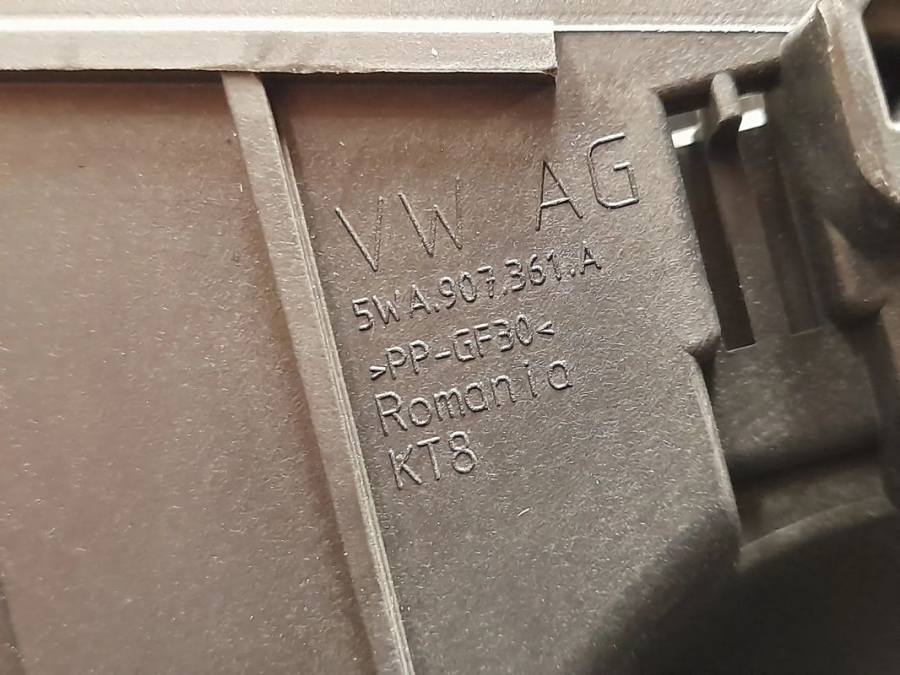 VW AG
5WA.907.361.A
>PP-GF30<
Romania
KT8